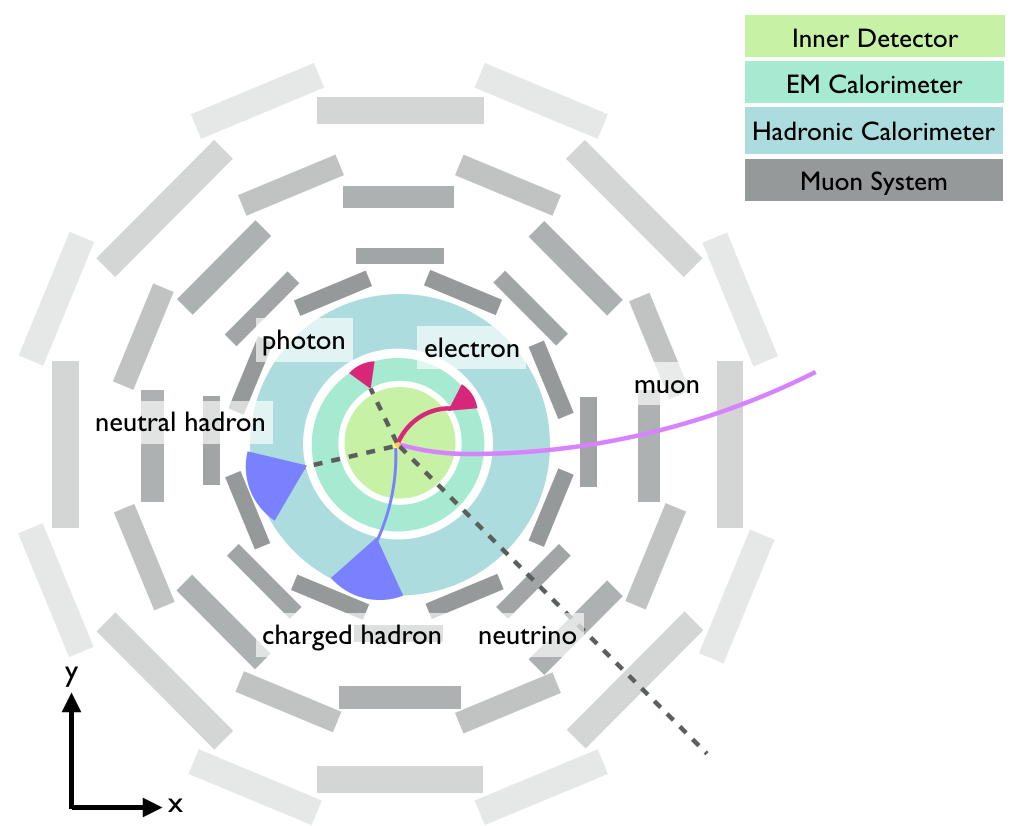 Inner Detector
EM Calorimeter
Hadronic Calorimeter
Muon System
photon
electron
muon
neutral hadron
charged hadron
neutrino
y
x